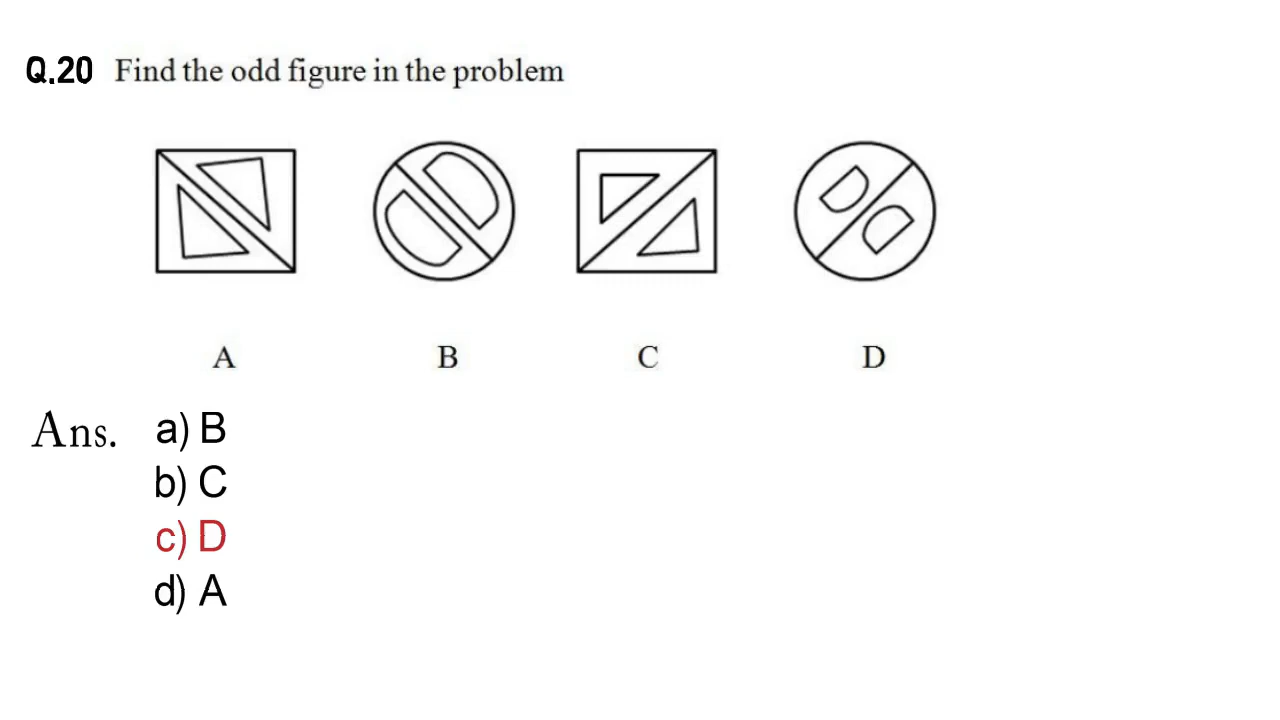 Q.20 Find the odd figure in the problem
A B C D
Ans. a) B
b) C
c) D
d) A